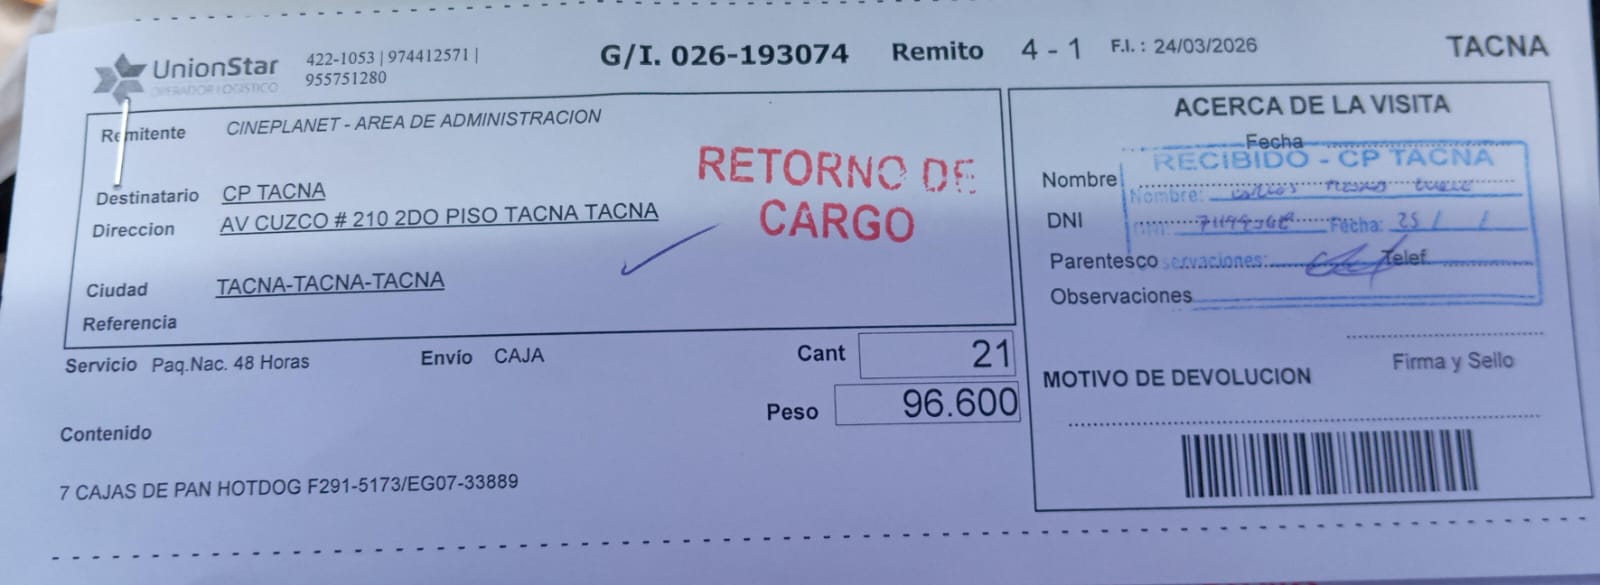 UnionStar
OPERADOR LOGISTICO
422-1053 | 974412571 |
955751280
G/I. 026-193074 Remito 4 - 1 F.I. : 24/03/2026 TACNA
Remitente CINEPLANET - AREA DE ADMINISTRACION
Destinatario CP TACNA
Direccion AV CUZCO # 210 2DO PISO TACNA TACNA
Ciudad TACNA-TACNA-TACNA
Referencia
RETORNO DE
CARGO
Servicio Paq.Nac. 48 Horas Envío CAJA Cant 21
Peso 96.600
Contenido
7 CAJAS DE PAN HOTDOG F291-5173/EG07-33889
ACERCA DE LA VISITA
Fecha
RECIBIDO - CP TACNA
Nombre
Nombre:
DNI
DNI: Fecha: 25 / /
Parentesco Telef
Observaciones:
Observaciones
Firma y Sello
MOTIVO DE DEVOLUCION